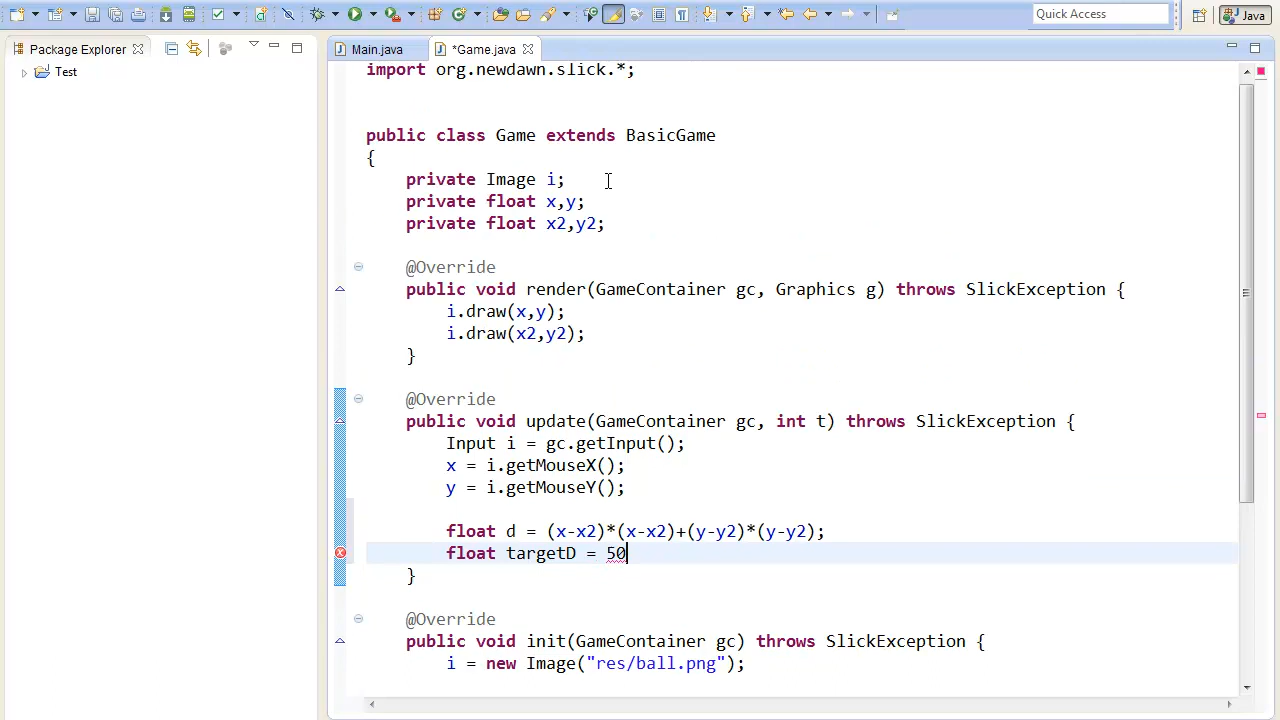 Quick Access
Java
Package Explorer
Main.java
*Game.java
Test
import org.newdawn.slick.*;
public class Game extends BasicGame
{
private Image i;
private float x,y;
private float x2,y2;
@Override
public void render(GameContainer gc, Graphics g) throws SlickException {
i.draw(x,y);
i.draw(x2,y2);
}
@Override
public void update(GameContainer gc, int t) throws SlickException {
Input i = gc.getInput();
x = i.getMouseX();
y = i.getMouseY();
float d = (x-x2)*(x-x2)+(y-y2)*(y-y2);
float targetD = 50
}
@Override
public void init(GameContainer gc) throws SlickException {
i = new Image("res/ball.png");